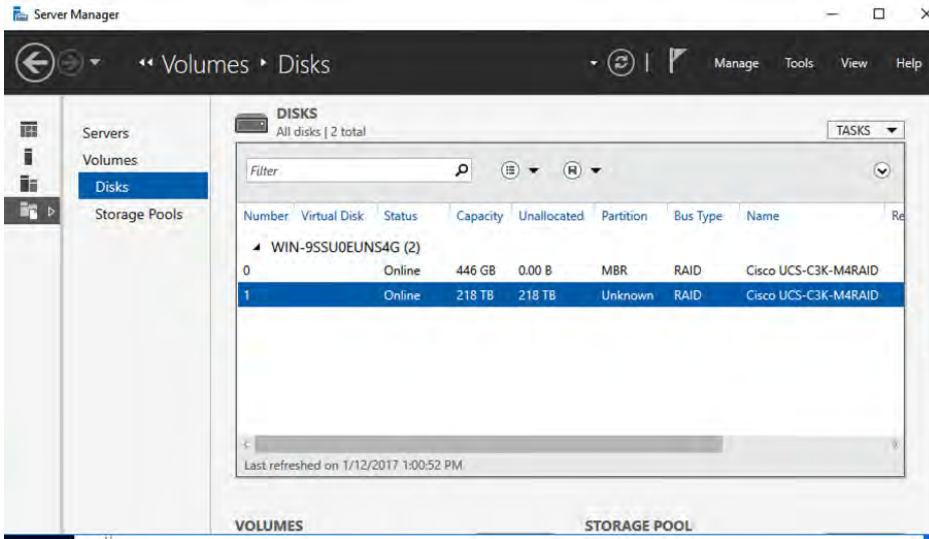 Server Manager
Volumes Disks
Manage Tools View Help
DISKS
All disks | 2 total
TASKS
Servers
Volumes
Disks
Storage Pools
Filter
Number Virtual Disk Status Capacity Unallocated Partition Bus Type Name Re
WIN-9SSU0EUNS4G (2)
0 Online 446 GB 0.00 B MBR RAID Cisco UCS-C3K-M4RAID
1 Online 218 TB 218 TB Unknown RAID Cisco UCS-C3K-M4RAID
Last refreshed on 1/12/2017 1:00:52 PM
VOLUMES STORAGE POOL